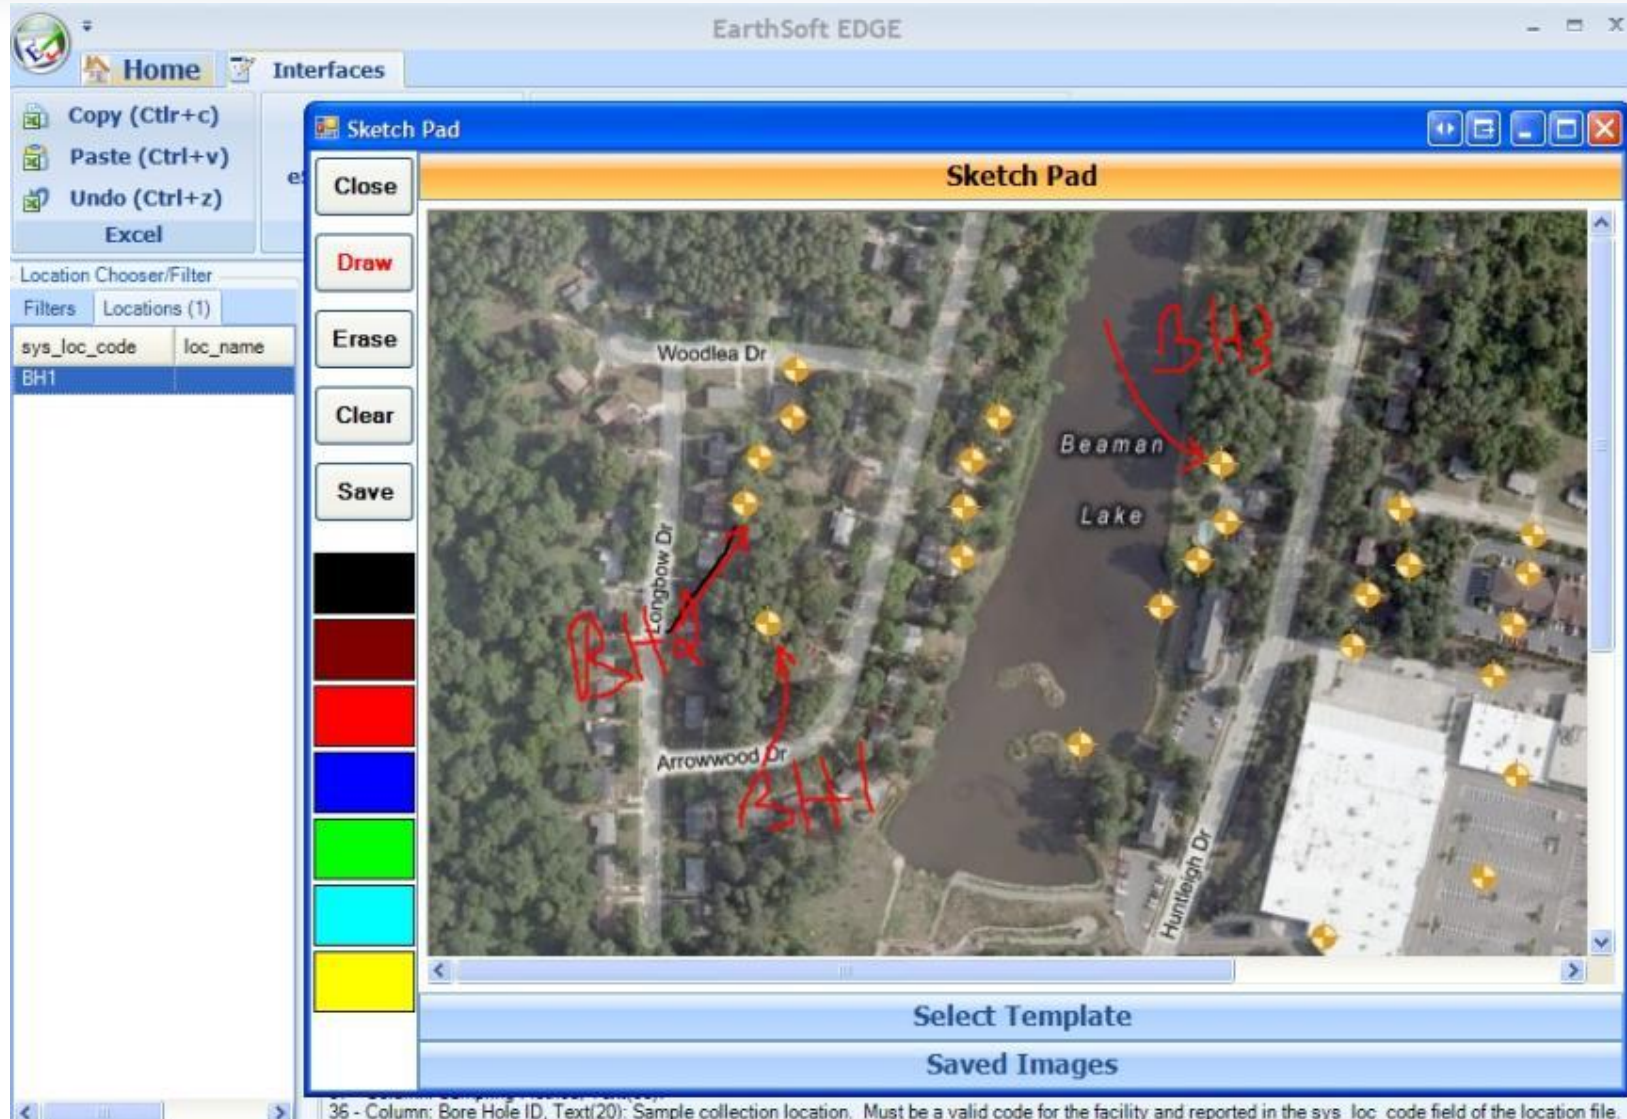 EarthSoft EDGE
Home
Interfaces
Copy (Ctlr+c)
Paste (Ctrl+v)
Undo (Ctrl+z)
Excel
Location Chooser/Filter
Filters
Locations (1)
sys_loc_code
loc_name
BH1
Sketch Pad
Close
Draw
Erase
Clear
Save
Sketch Pad
Woodlea Dr
BH3
Beaman
Lake
Longbow Dr
BH2
Arrowwood Dr
BH1
Huntleigh Dr
Select Template
Saved Images
36 - Column: Bore Hole ID, Text(20): Sample collection location. Must be a valid code for the facility and reported in the sys_loc_code field of the location file.